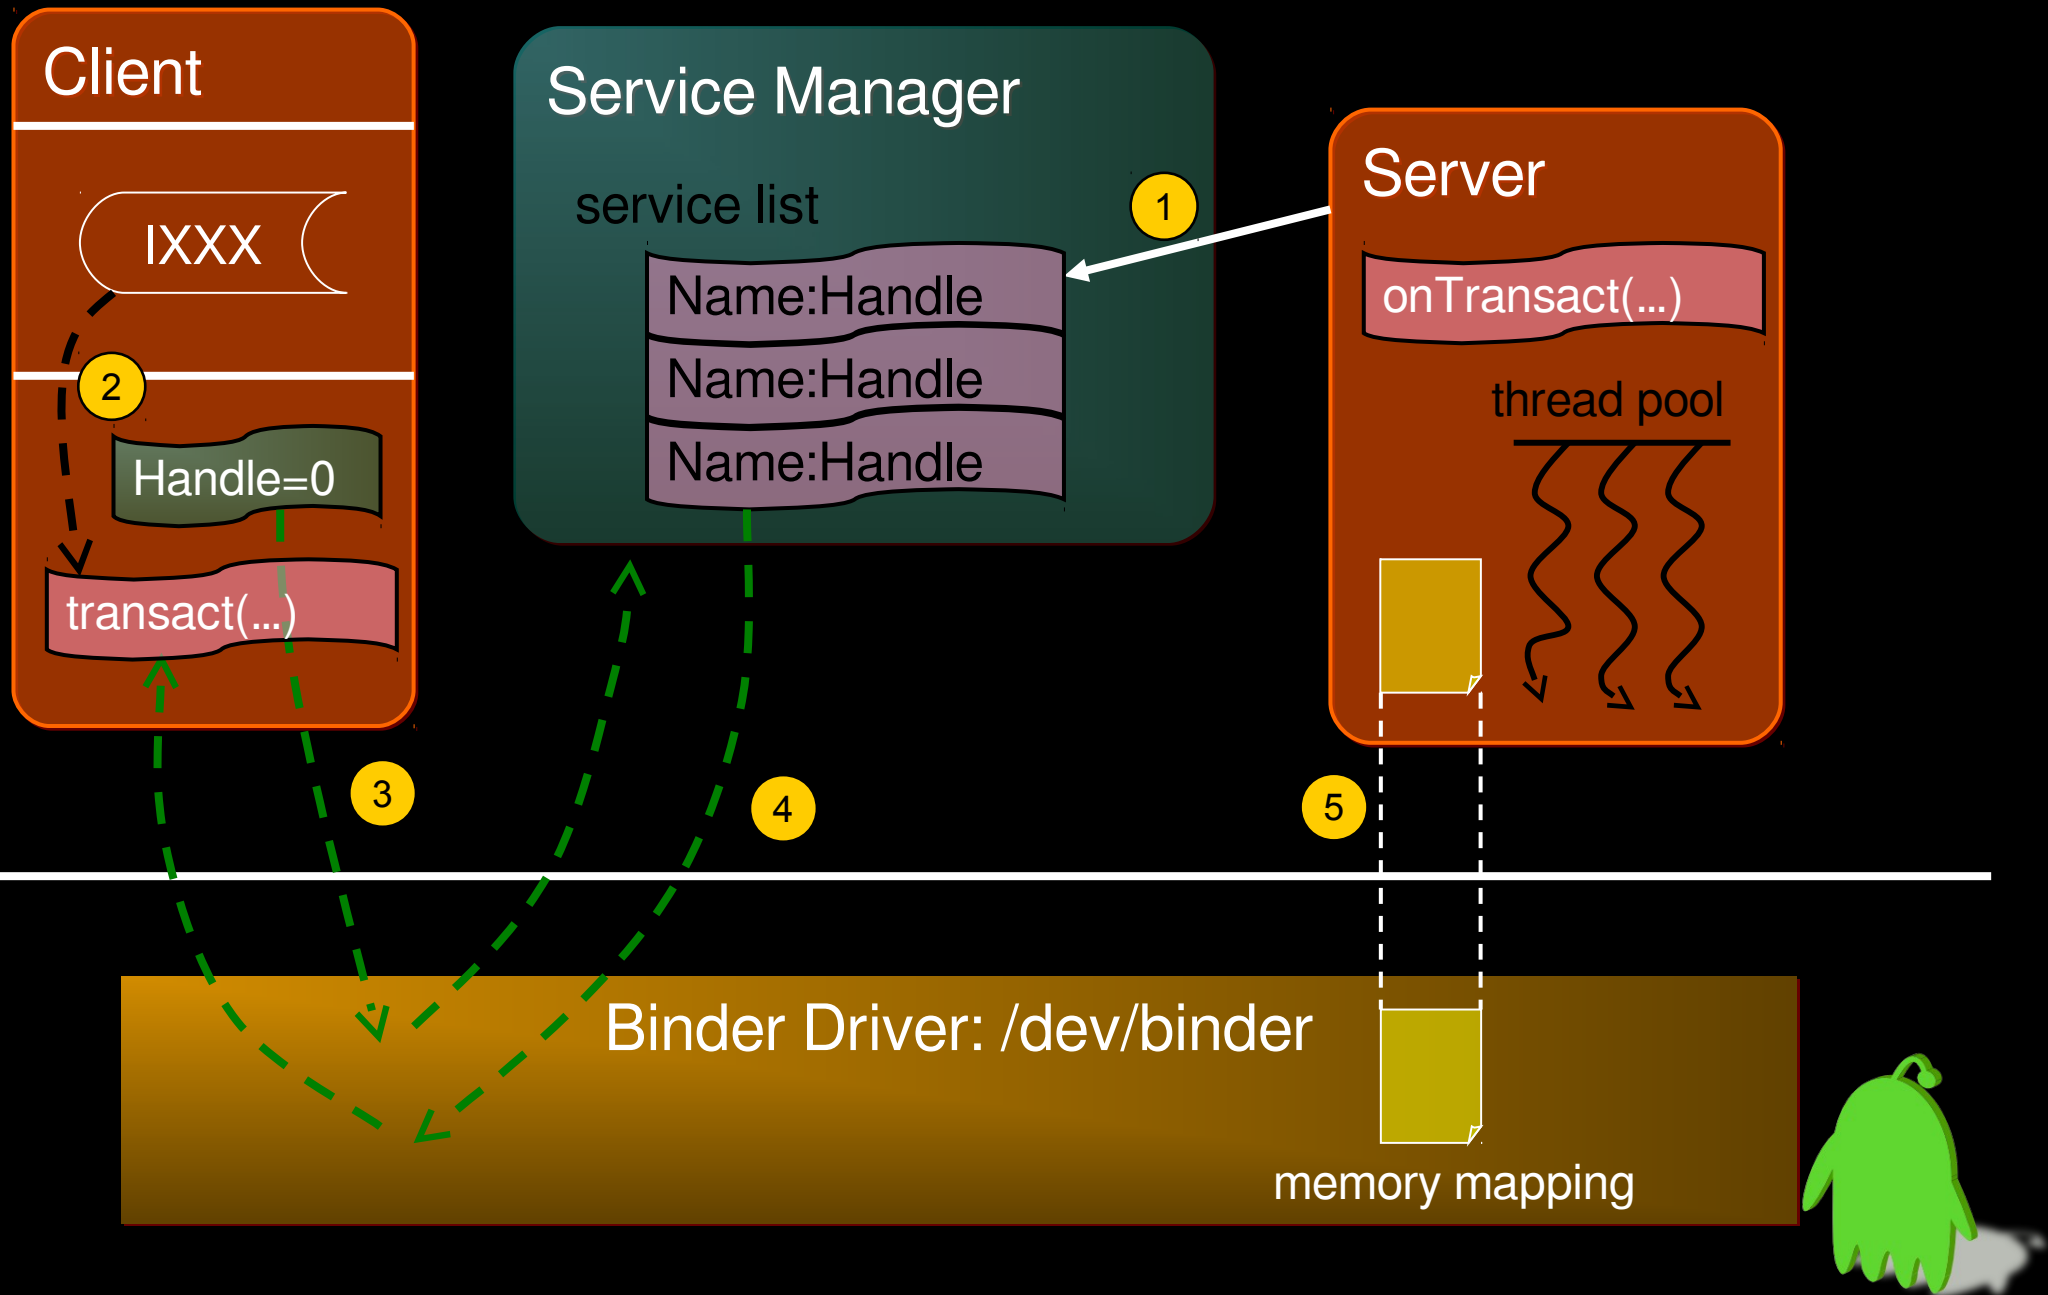 Client
IXXX
2
Handle=0
transact(...)
3
Service Manager
service list
1
Name:Handle
Name:Handle
Name:Handle
4
Server
onTransact(...)
thread pool
5
Binder Driver: /dev/binder
memory mapping